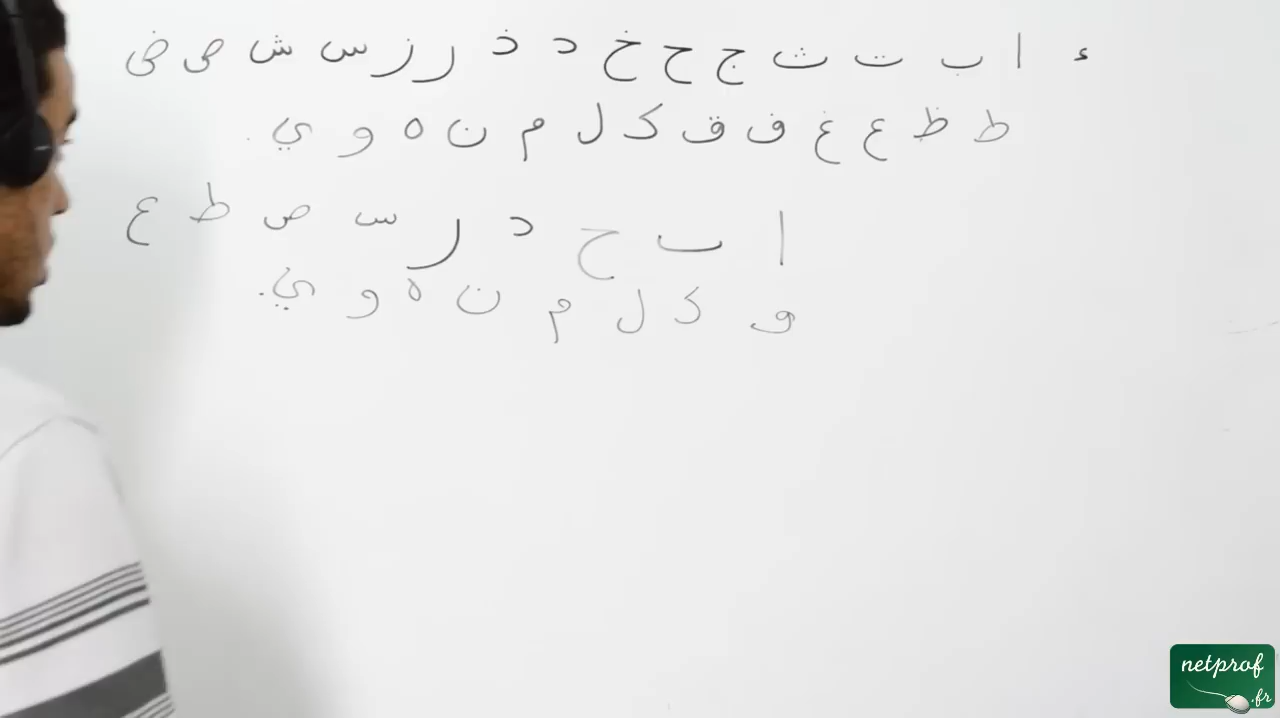 ء ا ب ت ث ج ح خ د ذ ر ز س ش ص ض
ط ظ ع غ ف ق ك ل م ن ه و ي .
ا ٮ ح د ر س ص ط ع
ٯ ك ل م ن ه و ي .
netprof
.fr